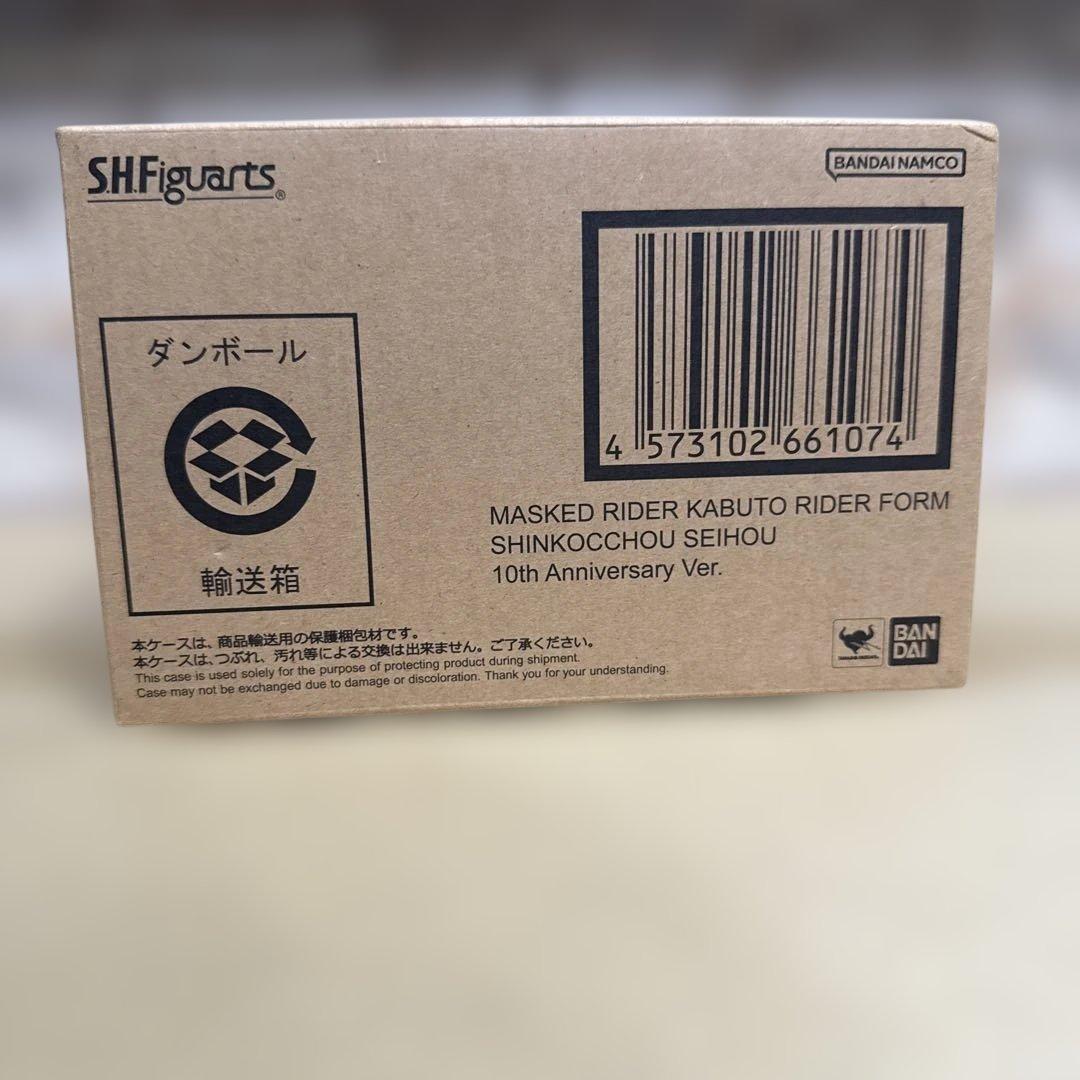 S.H.Figuarts®
BANDAI NAMCO
ダンボール
輸送箱
4 573102 661074
MASKED RIDER KABUTO RIDER FORM
SHINKOCCHOU SEIHOU
10th Anniversary Ver.
本ケースは、商品輸送用の保護梱包材です。
本ケースは、つぶれ、汚れ等による交換は出来ません。ご了承ください。
This case is used solely for the purpose of protecting product during shipment.
Case may not be exchanged due to damage or discoloration. Thank you for your understanding.
BAN
DAI